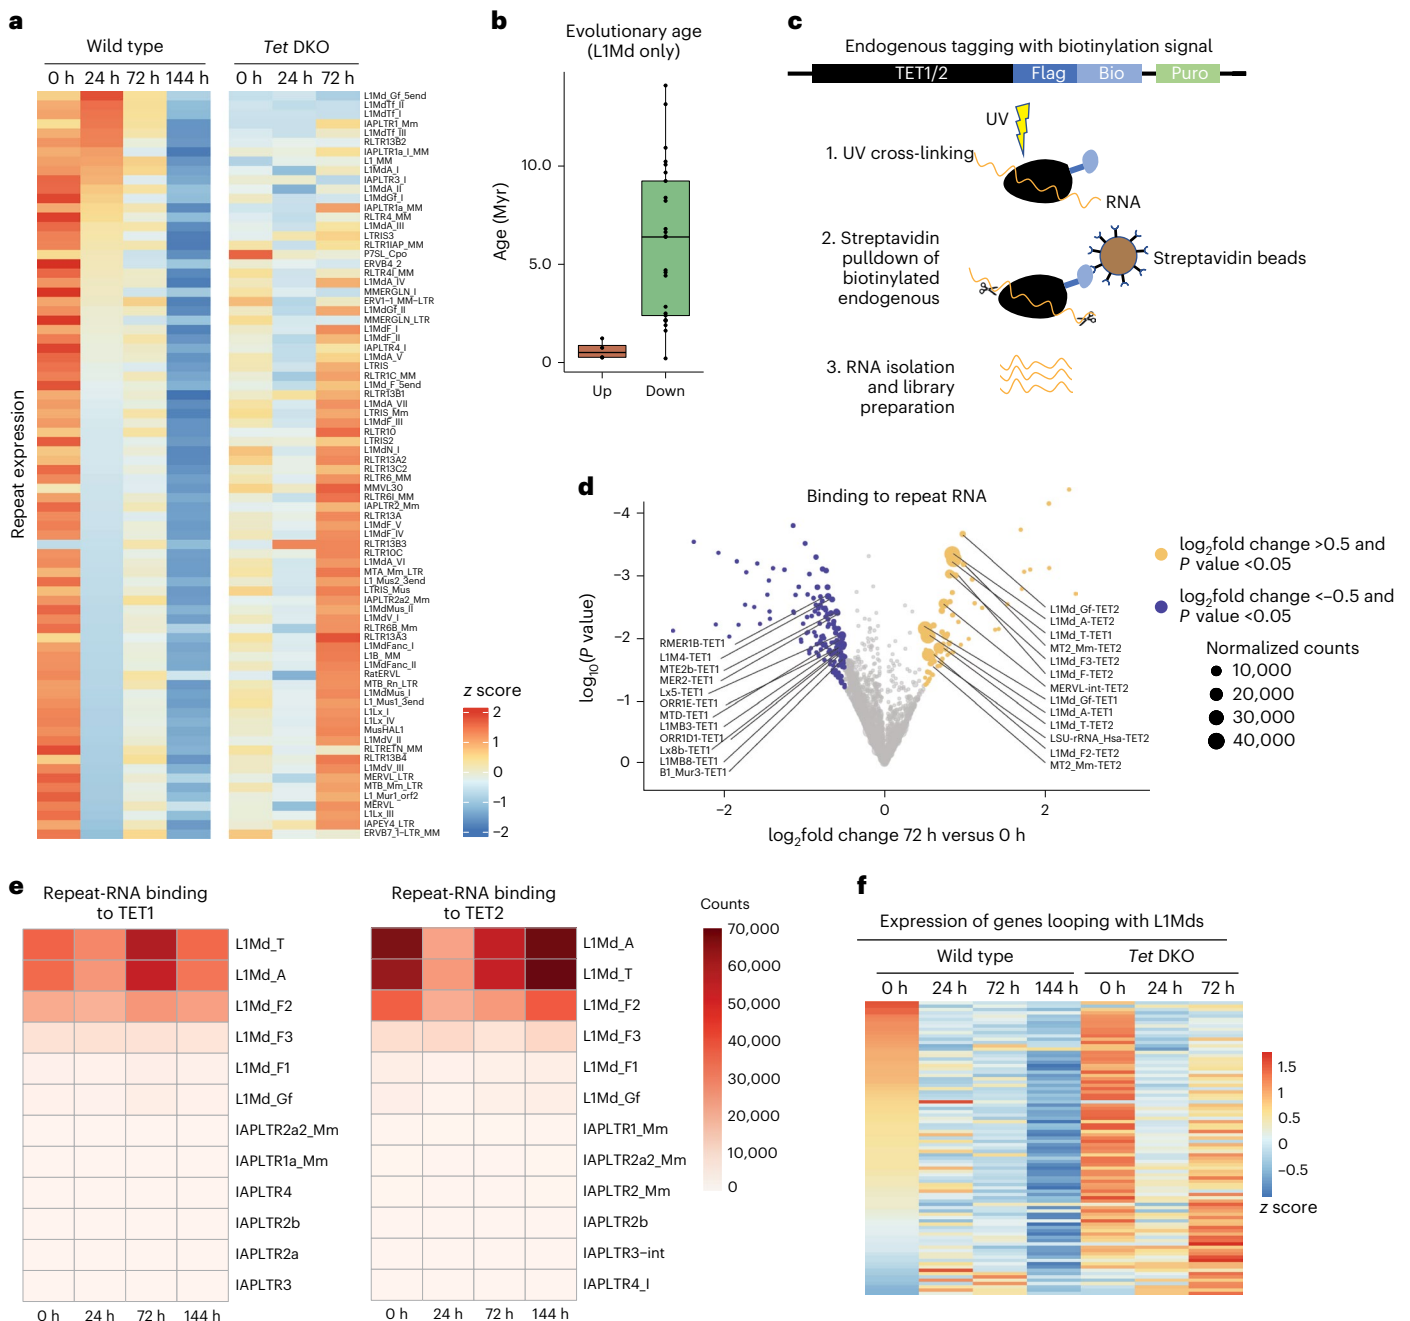 a
Wild type
Tet DKO
0 h 24 h 72 h 144 h
0 h 24 h 72 h
Repeat expression
L1Md_Gf_5end
L1MdTf_II
L1MdTf_I
IAPLTR1_Mm
L1MdTf_III
RLTR13B2
IAPLTR1a_I_MM
L1_MM
L1MdA_I
IAPLTR3_I
L1MdA_II
L1MdGf_I
IAPLTR1a_MM
RLTR4_MM
L1MdA_III
LTRIS3
RLTR1IAP_MM
P7SL_Cpo
ERVB4_2
RLTR4I_MM
L1MdA_IV
MMERGLN_I
ERV1-1_MM-LTR
L1MdGf_II
MMERGLN_LTR
L1MdF_I
L1MdF_II
IAPLTR4_I
L1MdA_V
LTRIS
RLTR1C_MM
L1Md_F_5end
RLTR13B1
L1MdA_VII
LTRIS_Mm
L1MdF_III
RLTR10
LTRIS2
L1MdN_I
RLTR13A2
RLTR13C2
RLTR6_MM
MMVL30
RLTR6I_MM
IAPLTR2_Mm
RLTR13A
L1MdF_V
L1MdF_IV
RLTR13B3
RLTR10C
L1MdA_VI
MTA_Mm_LTR
L1_Mus2_3end
LTRIS_Mus
IAPLTR2a2_Mm
L1MdMus_II
L1MdV_I
RLTR6B_Mm
RLTR13A3
L1MdFanc_I
L1B_MM
L1MdFanc_II
RatERVL
MTB_Rn_LTR
L1MdMus_I
L1_Mus1_3end
L1Lx_I
L1Lx_IV
MusHAL1
L1MdV_II
RLTRETN_MM
RLTR13B4
L1MdV_III
MERVL_LTR
MTB_Mm_LTR
L1_Mur1_orf2
MERVL
L1Lx_III
IAPEY4_LTR
ERVB7_1-LTR_MM
z score
2
1
0
−1
−2
b
Evolutionary age
(L1Md only)
Age (Myr)
10.0
5.0
0
Up
Down
c
Endogenous tagging with biotinylation signal
TET1/2 Flag Bio Puro
UV
1. UV cross-linking
RNA
2. Streptavidin
pulldown of
biotinylated
endogenous
Streptavidin beads
3. RNA isolation
and library
preparation
d
Binding to repeat RNA
log10(P value)
−4
−3
−2
−1
0
−2
0
2
log2fold change 72 h versus 0 h
RMER1B-TET1
L1M4-TET1
MTE2b-TET1
MER2-TET1
Lx5-TET1
ORR1E-TET1
MTD-TET1
L1MB3-TET1
ORR1D1-TET1
Lx8b-TET1
L1MB8-TET1
B1_Mur3-TET1
L1Md_Gf-TET2
L1Md_A-TET2
L1Md_T-TET1
MT2_Mm-TET2
L1Md_F3-TET2
L1Md_F-TET2
MERVL-int-TET2
L1Md_Gf-TET1
L1Md_A-TET1
L1Md_T-TET2
LSU-rRNA_Hsa-TET2
L1Md_F2-TET2
MT2_Mm-TET2
log2fold change >0.5 and
P value <0.05
log2fold change <−0.5 and
P value <0.05
Normalized counts
10,000
20,000
30,000
40,000
e
Repeat-RNA binding
to TET1
L1Md_T
L1Md_A
L1Md_F2
L1Md_F3
L1Md_F1
L1Md_Gf
IAPLTR2a2_Mm
IAPLTR1a_Mm
IAPLTR4
IAPLTR2b
IAPLTR2a
IAPLTR3
0 h 24 h 72 h 144 h
Repeat-RNA binding
to TET2
L1Md_A
L1Md_T
L1Md_F2
L1Md_F3
L1Md_F1
L1Md_Gf
IAPLTR1_Mm
IAPLTR2a2_Mm
IAPLTR2_Mm
IAPLTR2b
IAPLTR3−int
IAPLTR4_I
0 h 24 h 72 h 144 h
Counts
70,000
60,000
50,000
40,000
30,000
20,000
10,000
0
f
Expression of genes looping with L1Mds
Wild type
Tet DKO
0 h 24 h 72 h 144 h 0 h 24 h 72 h
1.5
1
0.5
0
−0.5
z score